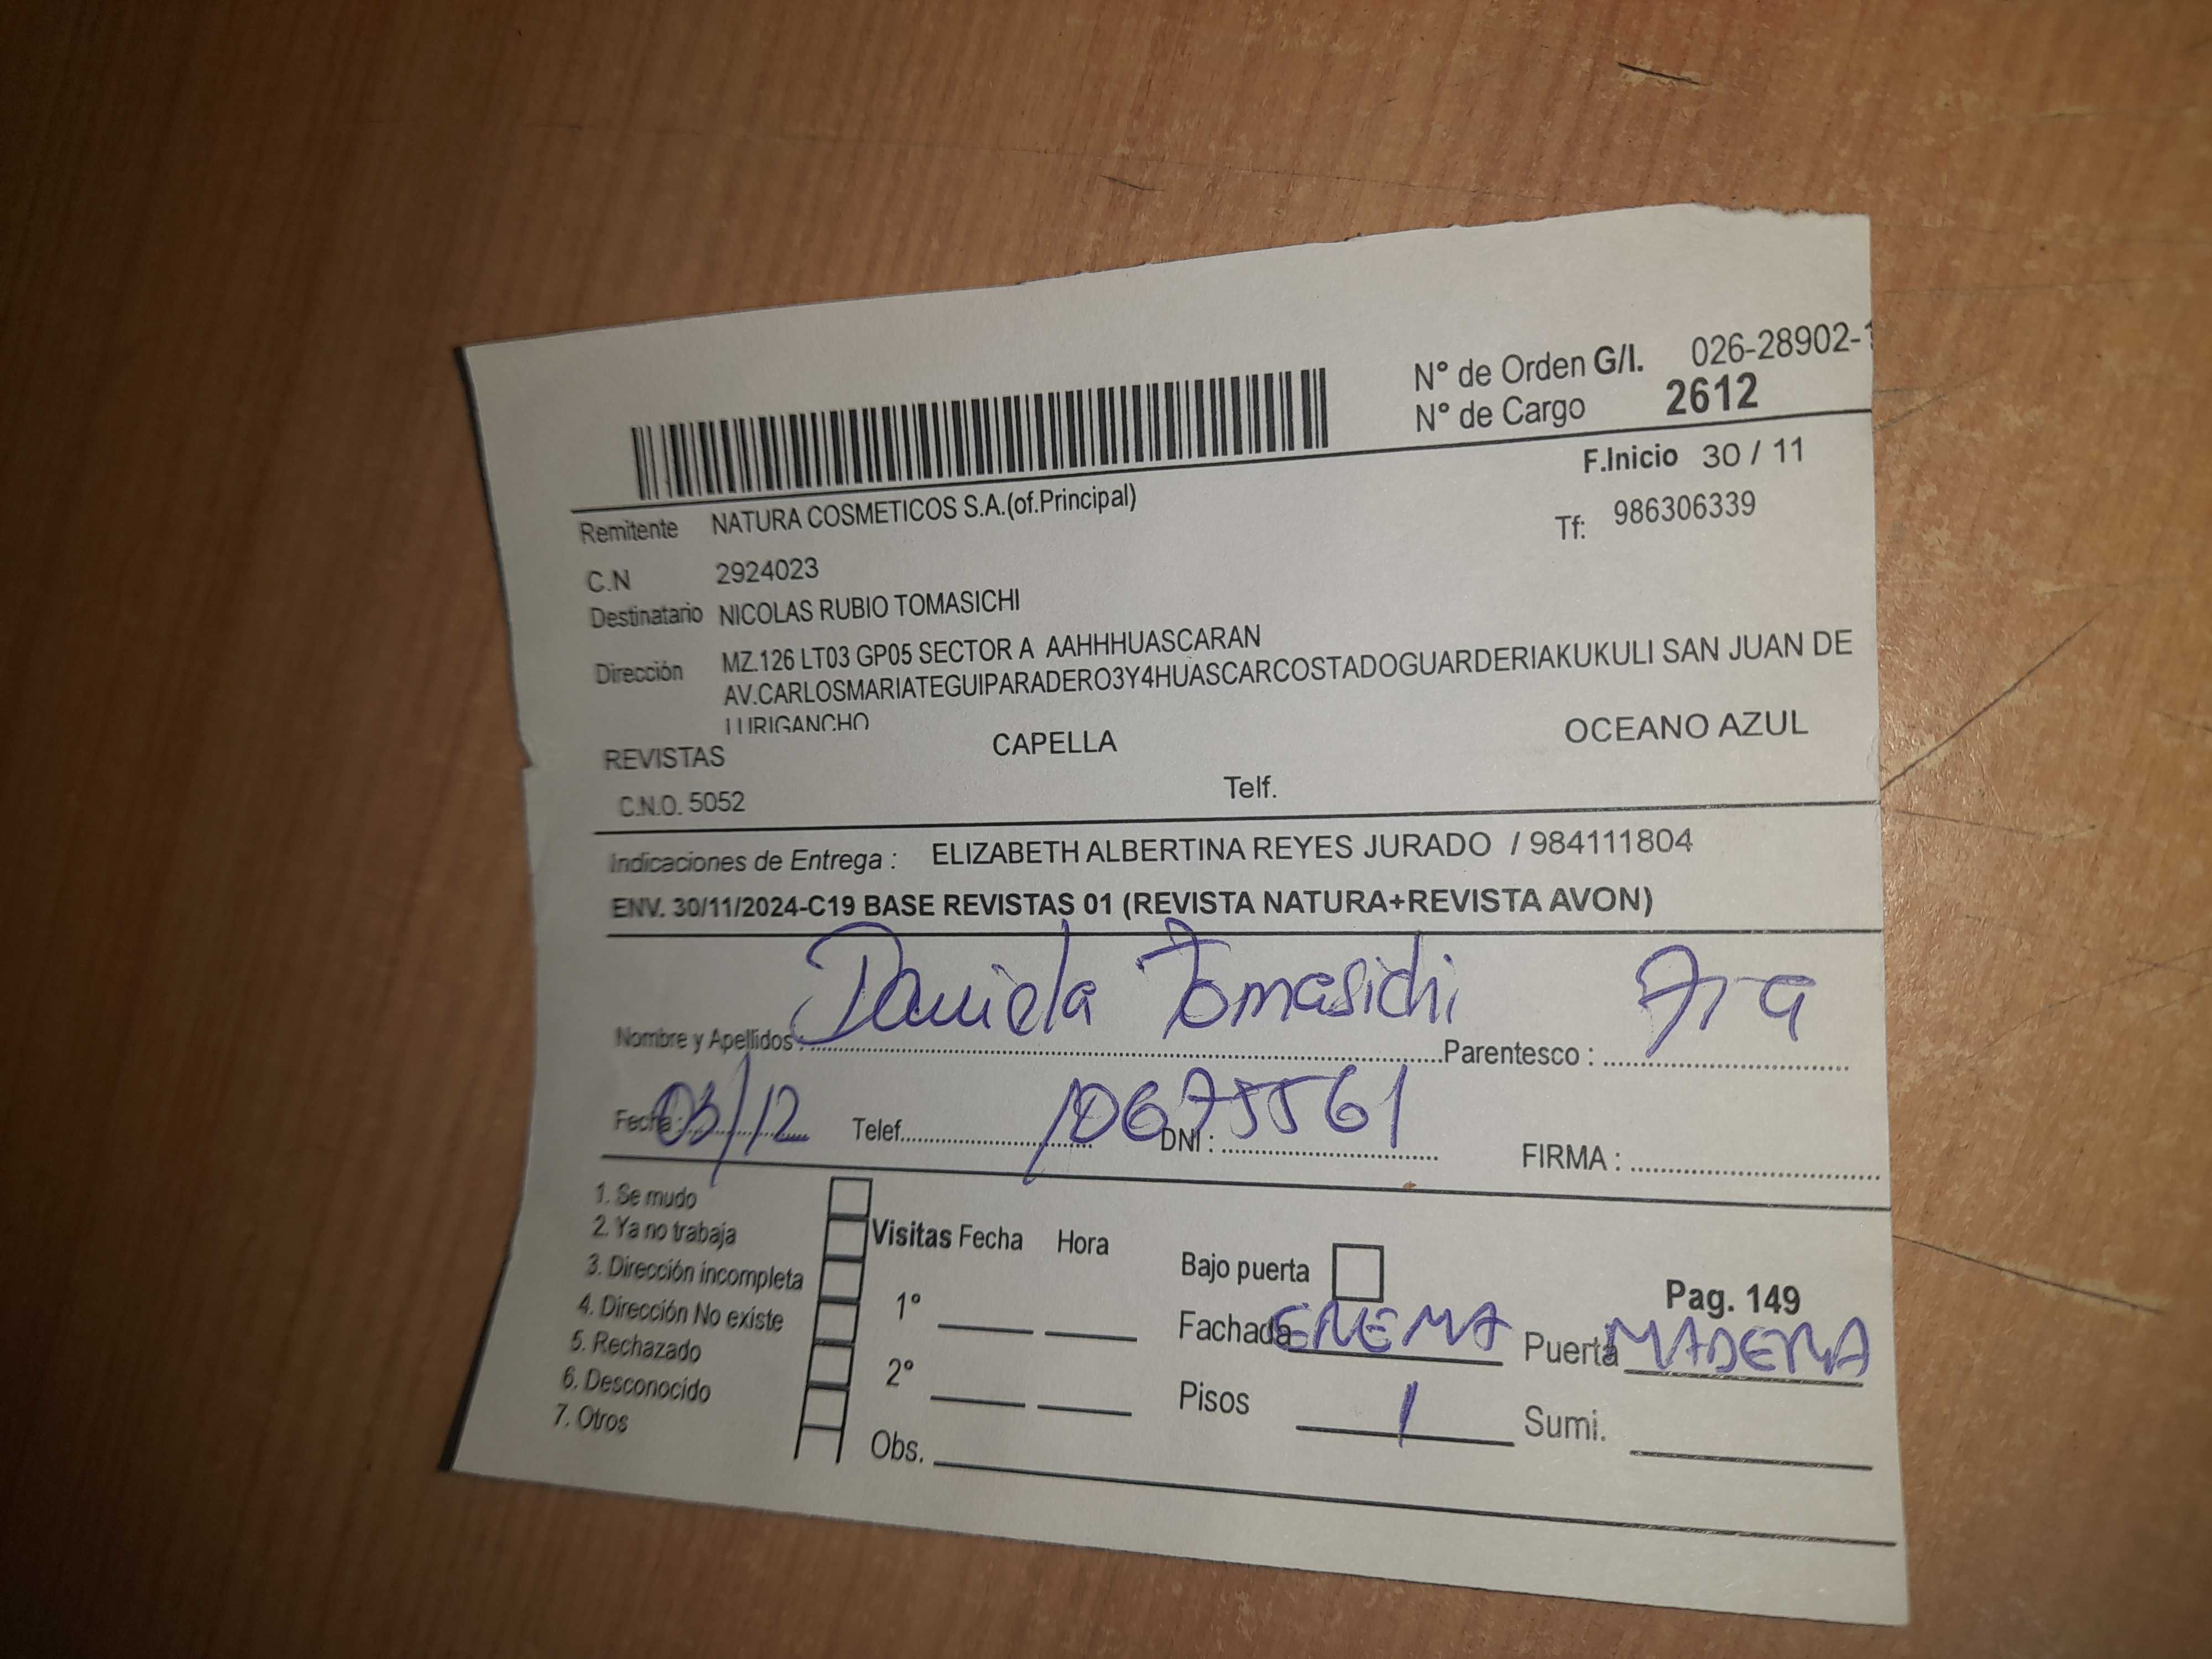 N° de Orden G/I. 026-28902-
N° de Cargo 2612
F.Inicio 30 / 11
Remitente NATURA COSMETICOS S.A.(of.Principal)
Tf: 986306339
C.N 2924023
Destinatario NICOLAS RUBIO TOMASICHI
Dirección MZ.126 LT03 GP05 SECTOR A AAHHHUASCARAN
AV.CARLOSMARIATEGUIPARADERO3Y4HUASCARCOSTADOGUARDERIAKUKULI SAN JUAN DE
LURIGANCHO
REVISTAS CAPELLA OCEANO AZUL
C.N.O. 5052 Telf.
Indicaciones de Entrega : ELIZABETH ALBERTINA REYES JURADO / 984111804
ENV. 30/11/2024-C19 BASE REVISTAS 01 (REVISTA NATURA+REVISTA AVON)
Nombre y Apellidos : Daniela Tomasichi Parentesco :
Fecha : 03/12 Telef. DNI : 10675561 FIRMA :
1. Se mudo
2. Ya no trabaja
3. Dirección incompleta
4. Dirección No existe
5. Rechazado
6. Desconocido
7. Otros
Visitas Fecha Hora
1°
2°
Obs.
Bajo puerta
Pag. 149
Fachada CREMA Puerta MADERA
Pisos 1 Sumi.